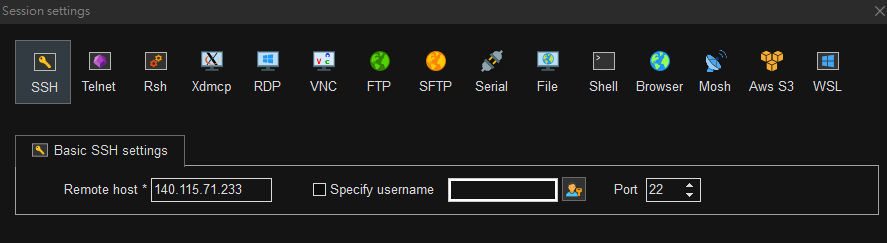 Session settings
SSH Telnet Rsh Xdmcp RDP VNC FTP SFTP Serial File Shell Browser Mosh Aws S3 WSL
Basic SSH settings
Remote host * 140.115.71.233 Specify username Port 22